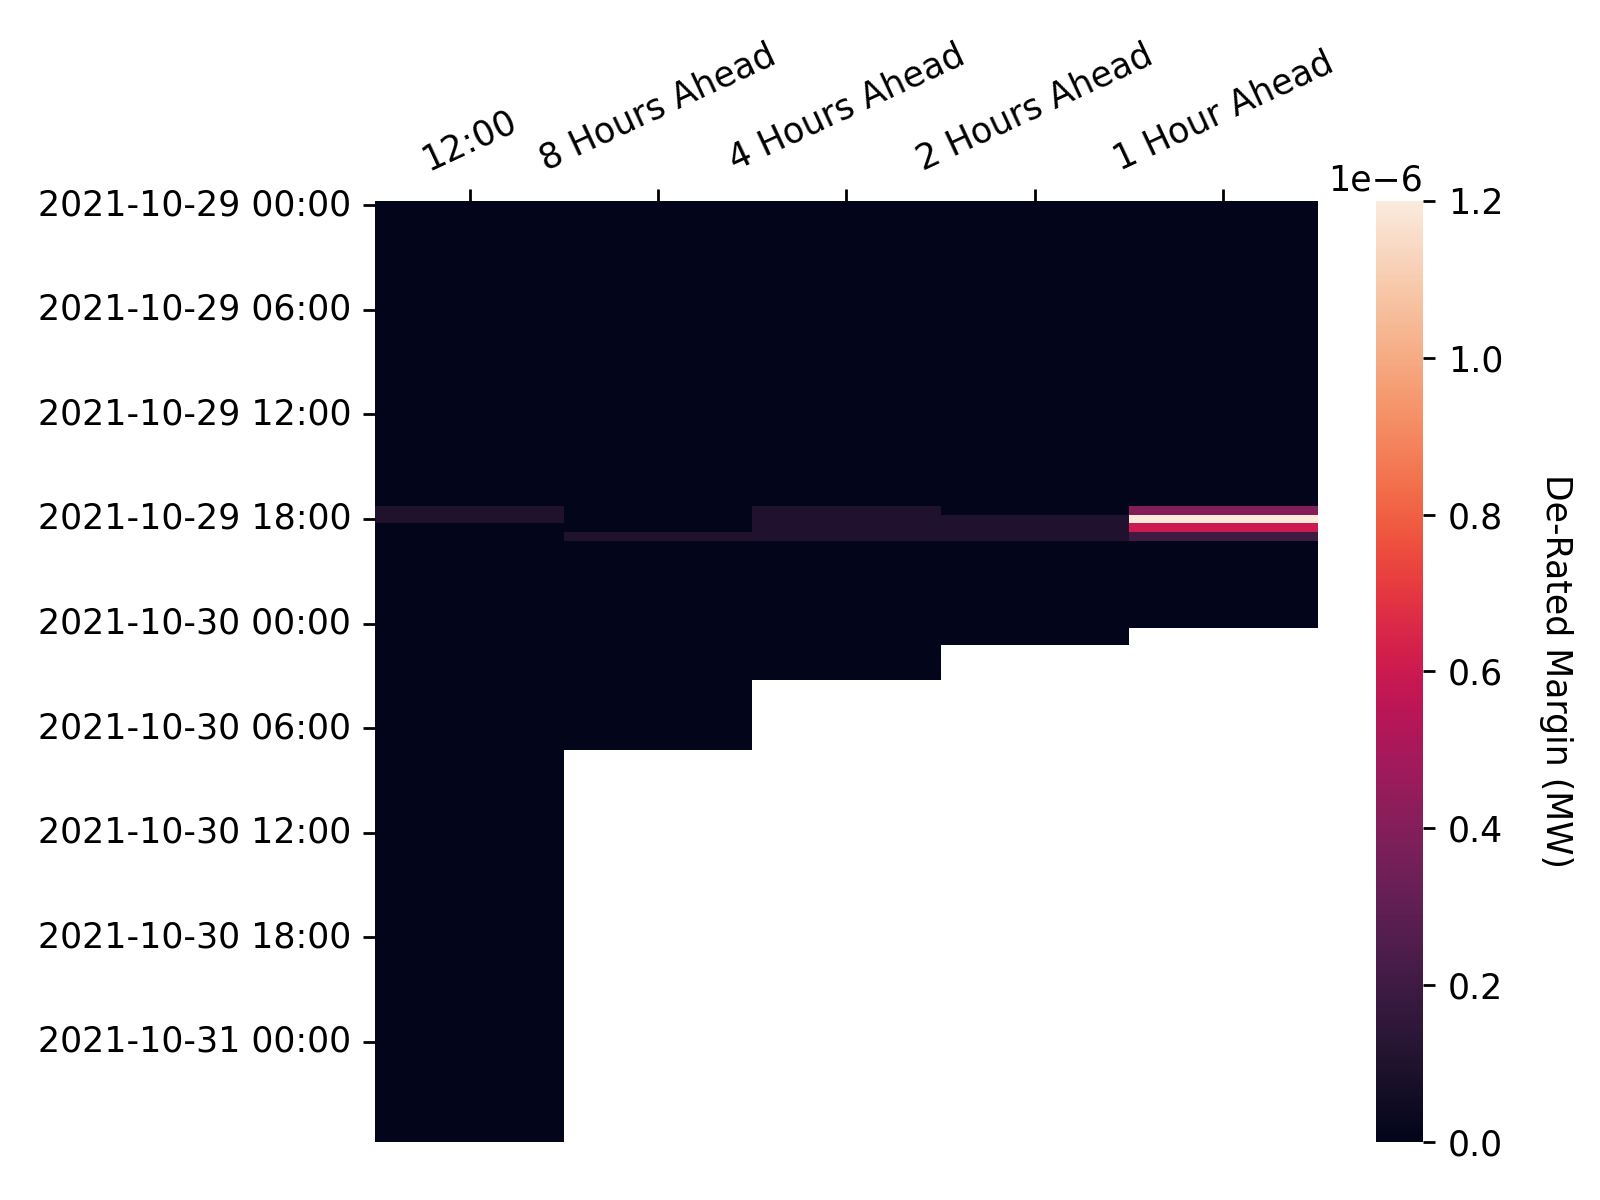 12:00
8 Hours Ahead
4 Hours Ahead
2 Hours Ahead
1 Hour Ahead
2021-10-29 00:00
2021-10-29 06:00
2021-10-29 12:00
2021-10-29 18:00
2021-10-30 00:00
2021-10-30 06:00
2021-10-30 12:00
2021-10-30 18:00
2021-10-31 00:00
1e−6
1.2
1.0
0.8
0.6
0.4
0.2
0.0
De-Rated Margin (MW)